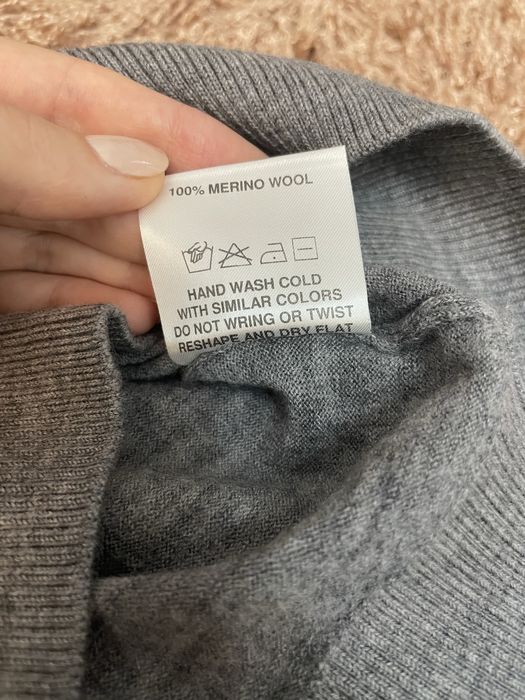 100% MERINO WOOL
HAND WASH COLD
WITH SIMILAR COLORS
DO NOT WRING OR TWIST
RESHAPE AND DRY FLAT